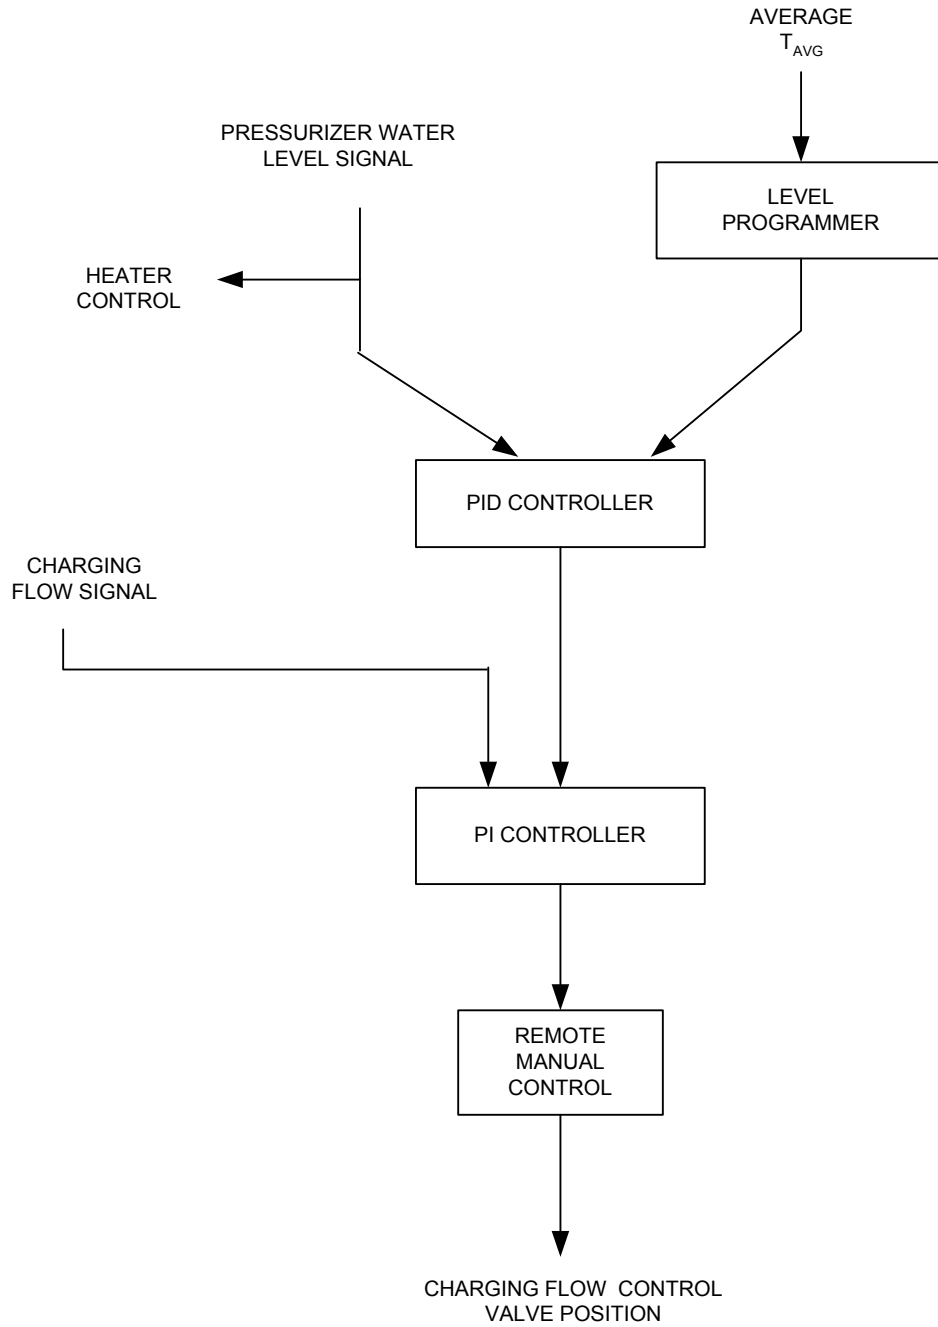 AVERAGE
TAVG
PRESSURIZER WATER
LEVEL SIGNAL
LEVEL
PROGRAMMER
HEATER
CONTROL
PID CONTROLLER
CHARGING
FLOW SIGNAL
PI CONTROLLER
REMOTE
MANUAL
CONTROL
CHARGING FLOW CONTROL
VALVE POSITION